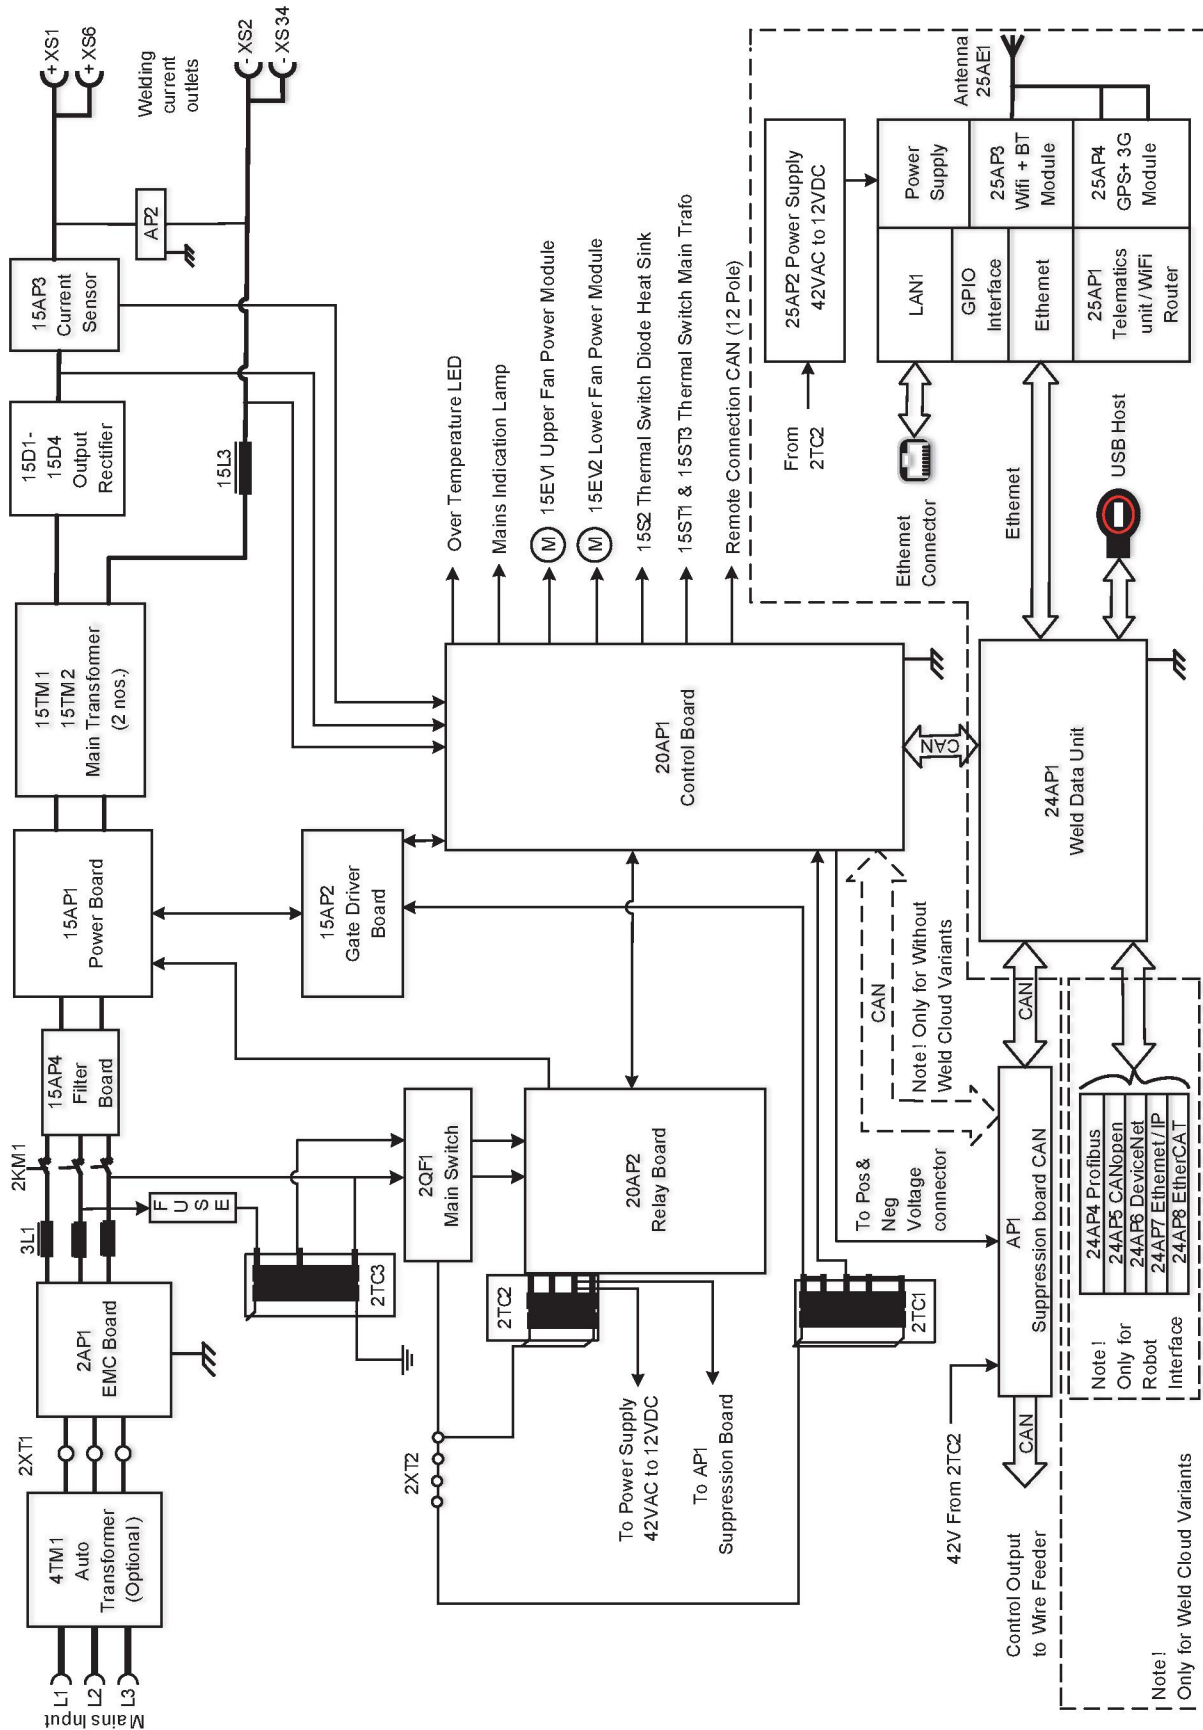 Mains Input
L1
L2
L3
4TM1
Auto
Transformer
(Optional)
2XT1
2AP1
EMC Board
3L1
2KM1
15AP4
Filter
Board
15AP1
Power Board
15TM1
15TM2
Main Transformer
(2 nos.)
15D1-
15D4
Output
Rectifier
15AP3
Current
Sensor
+ XS1
+ XS6
Welding
current
outlets
- XS2
- XS34
AP2
15L3
FUSE
2TC3
2QF1
Main Switch
15AP2
Gate Driver
Board
2XT2
2TC2
20AP2
Relay Board
To Power Supply
42VAC to 12VDC
To AP1
Suppression Board
2TC1
20AP1
Control Board
Over Temperature LED
Mains Indication Lamp
M
15EV1 Upper Fan Power Module
M
15EV2 Lower Fan Power Module
15S2 Thermal Switch Diode Heat Sink
15ST1 & 15ST3 Thermal Switch Main Trafo
Remote Connection CAN (12 Pole)
To Pos &
Neg
Voltage
connector
CAN
Note! Only for Without
Weld Cloud Variants
CAN
From
2TC2
25AP2 Power Supply
42VAC to 12VDC
Antenna
25AE1
LAN1
Power
Supply
GPIO
Interface
Ethernet
25AP3
Wifi + BT
Module
25AP1
Telematics
unit / WiFi
Router
25AP4
GPS+ 3G
Module
Ethernet
Connector
Ethernet
USB Host
24AP1
Weld Data Unit
42V From 2TC2
AP1
Suppression board CAN
CAN
CAN
Control Output
to Wire Feeder
Note!
Only for
Robot
Interface
24AP4 Profibus
24AP5 CANopen
24AP6 DeviceNet
24AP7 Ethernet / IP
24AP8 EtherCAT
Note!
Only for Weld Cloud Variants